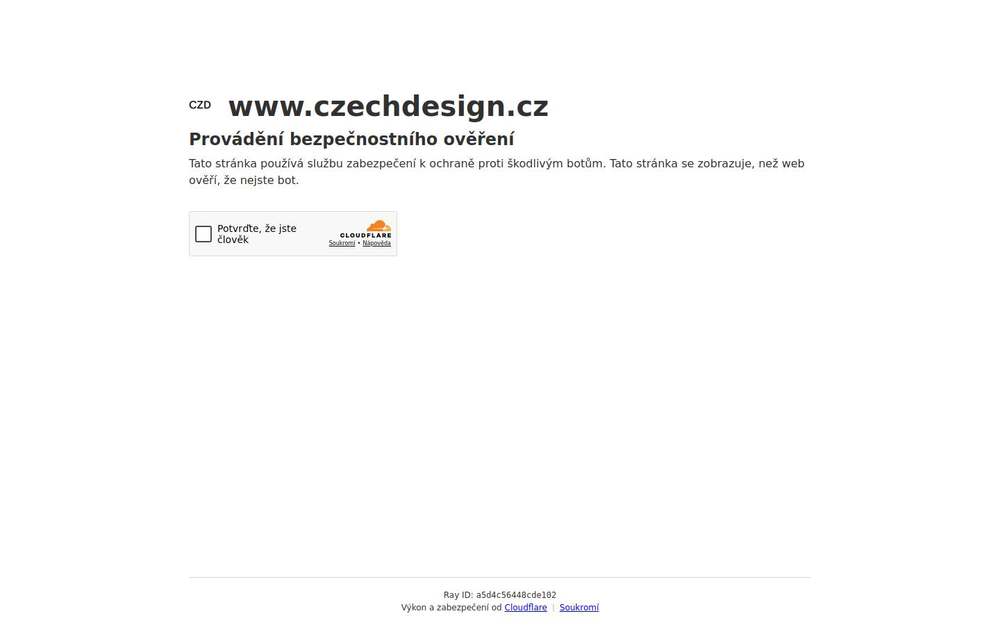 CZD www.czechdesign.cz
Provádění bezpečnostního ověření
Tato stránka používá službu zabezpečení k ochraně proti škodlivým botům. Tato stránka se zobrazuje, než web
ověří, že nejste bot.
Potvrďte, že jste
člověk
CLOUDFLARE
Soukromí • Nápověda
Ray ID: a5d4c56448cde102
Výkon a zabezpečení od Cloudflare | Soukromí